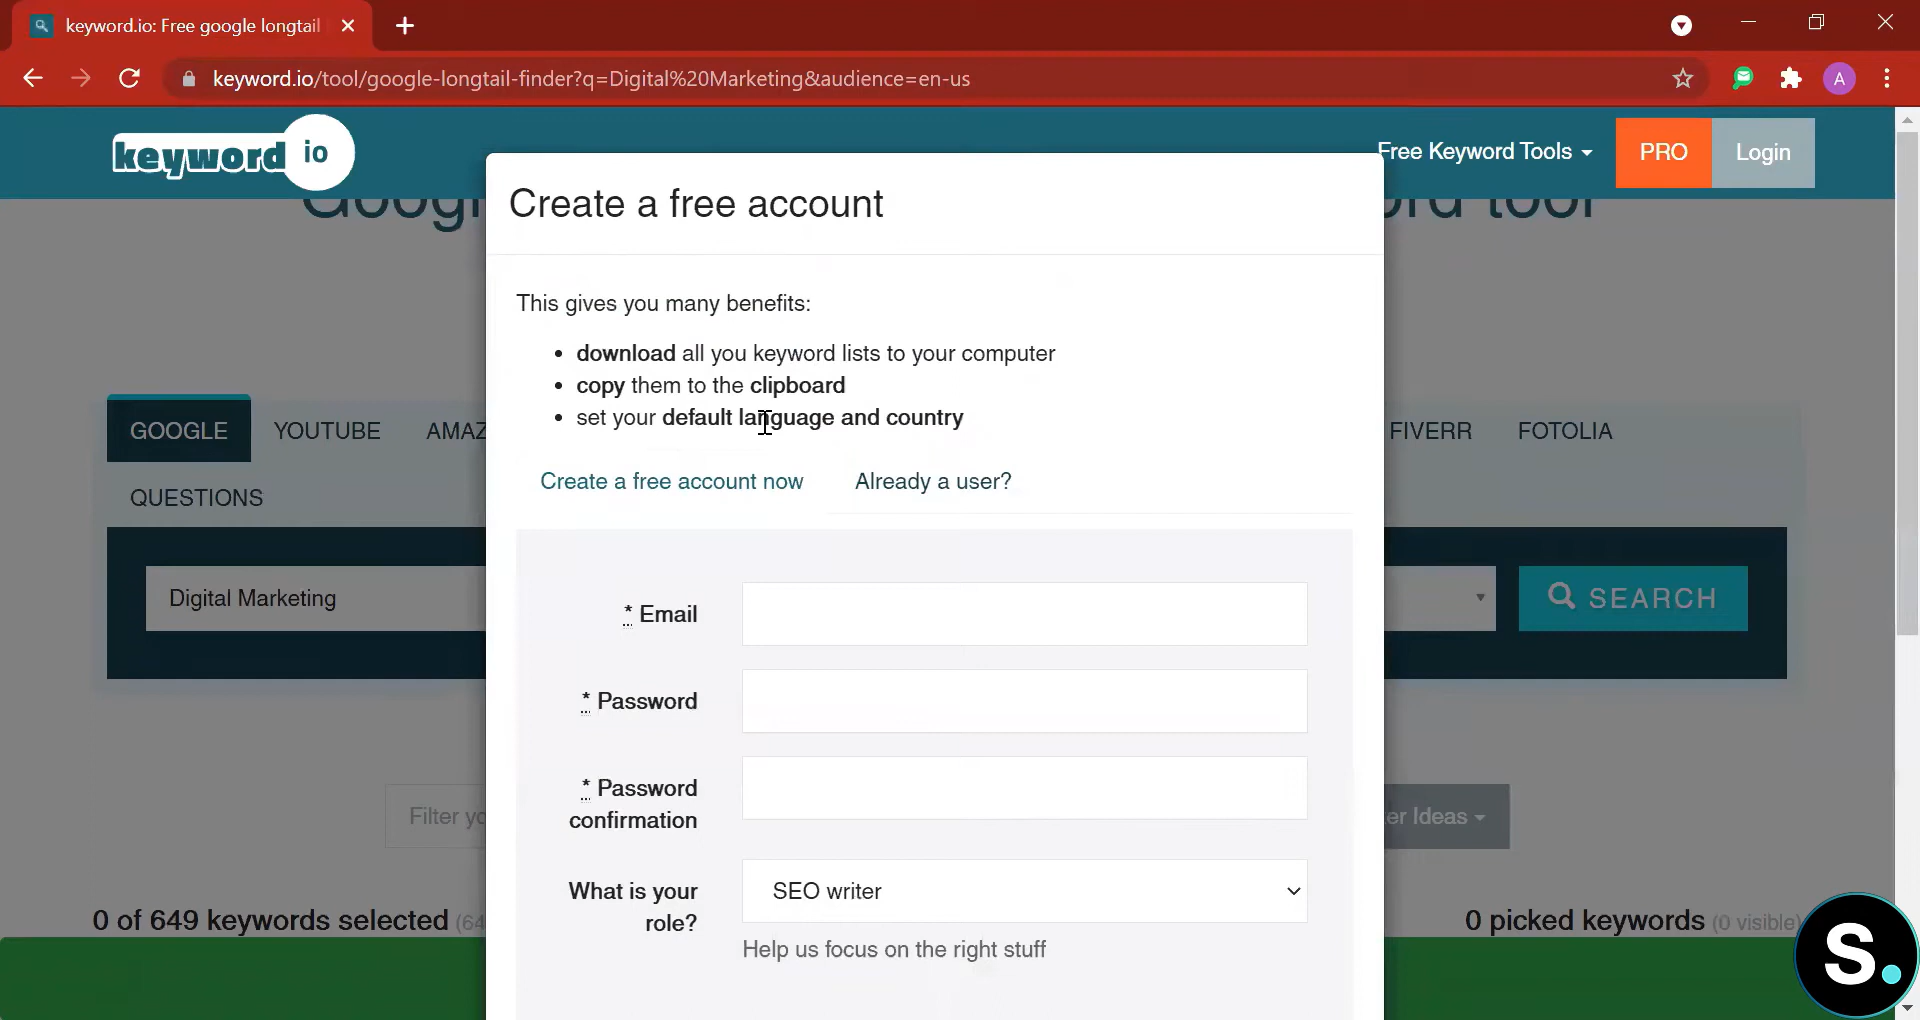 keyword.io: Free google longtail
keyword.io/tool/google-longtail-finder?q=Digital%20Marketing&audience=en-us
A
keyword io
Free Keyword Tools
PRO
Login
Create a free account
This gives you many benefits:
download all you keyword lists to your computer
copy them to the clipboard
set your default language and country
GOOGLE
YOUTUBE
FIVERR
FOTOLIA
QUESTIONS
Create a free account now
Already a user?
* Email
Digital Marketing
SEARCH
* Password
* Password
confirmation
Filter
Ideas
What is your
role?
SEO writer
Help us focus on the right stuff
0 of 649 keywords selected
0 picked keywords (0 visible)
S.